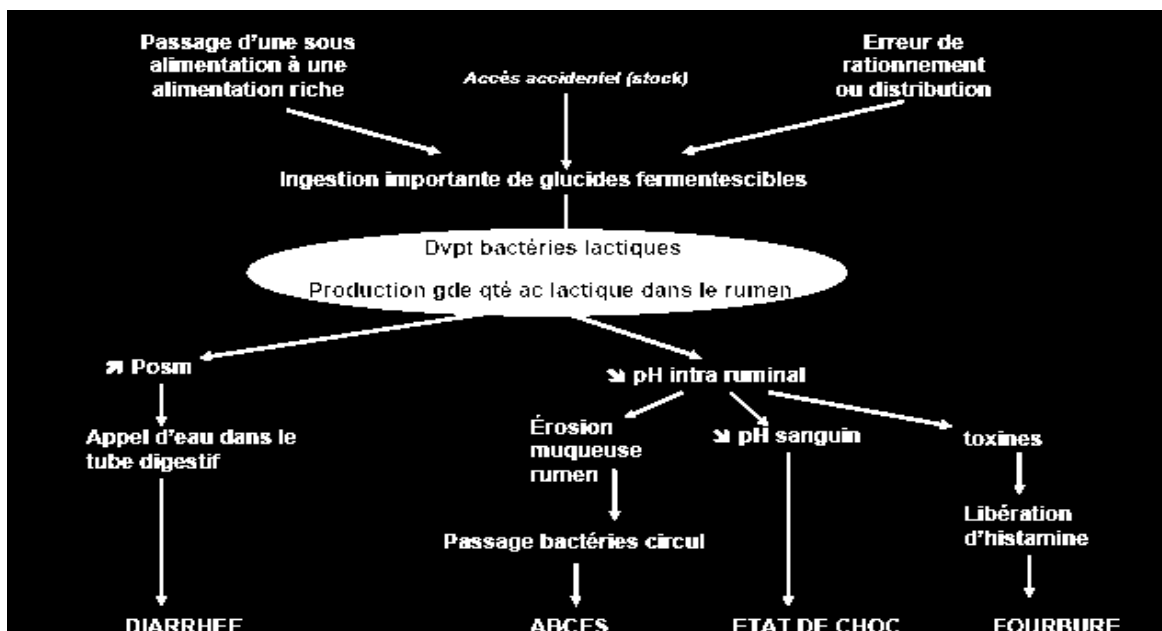 Passage d'une sous
alimentation à une
alimentation riche
Accès accidentel (stock)
Erreur de
rationnement
ou distribution
Ingestion importante de glucides fermentescibles
Dvpt bactéries lactiques
Production gde qté ac lactique dans le rumen
↗ Posm
↘ pH intra ruminal
Appel d'eau dans le
tube digestif
Érosion
muqueuse
rumen
↘ pH sanguin
toxines
Passage bactéries circul
Libération
d'histamine
DIARRHEE
ABCES
ETAT DE CHOC
FOURBURE